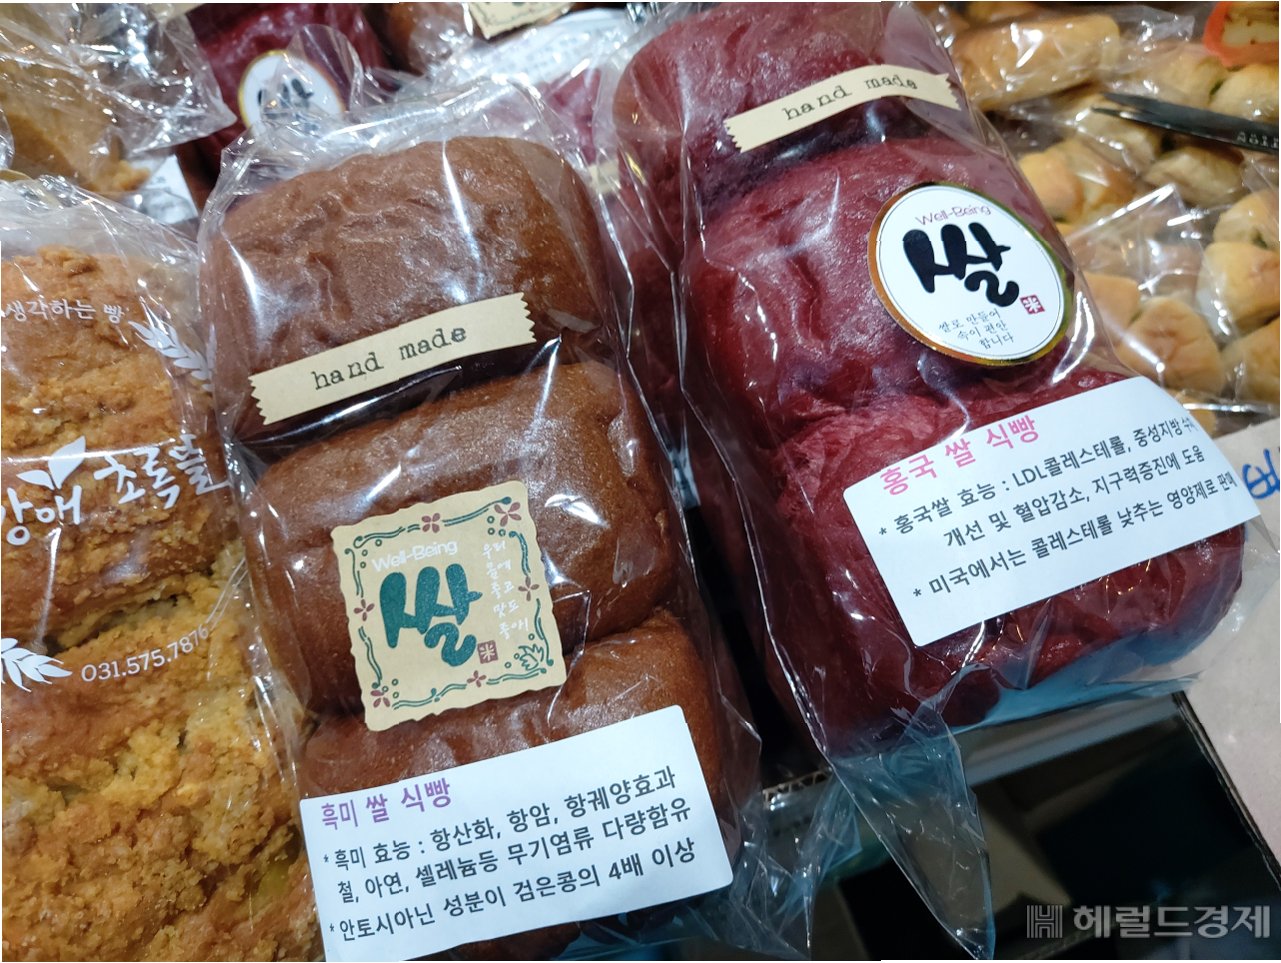 생각하는 빵
강애 초록뜰
031.575.7876
hand made
Well-Being
쌀
米
우리
몸에
좋고
맛도
좋아!
흑미 쌀 식빵
* 흑미 효능 : 항산화, 항암, 항궤양효과
철, 아연, 셀레늄등 무기염류 다량함유
* 안토시아닌 성분이 검은콩의 4배 이상
hand made
Well-Being
쌀
米
쌀로 만들어
속이 편안
합니다
홍국 쌀 식빵
* 홍국쌀 효능 : LDL콜레스테롤, 중성지방수치
개선 및 혈압감소, 지구력증진에 도움
* 미국에서는 콜레스테롤 낮추는 영양제로 판매
쌀
헤럴드경제